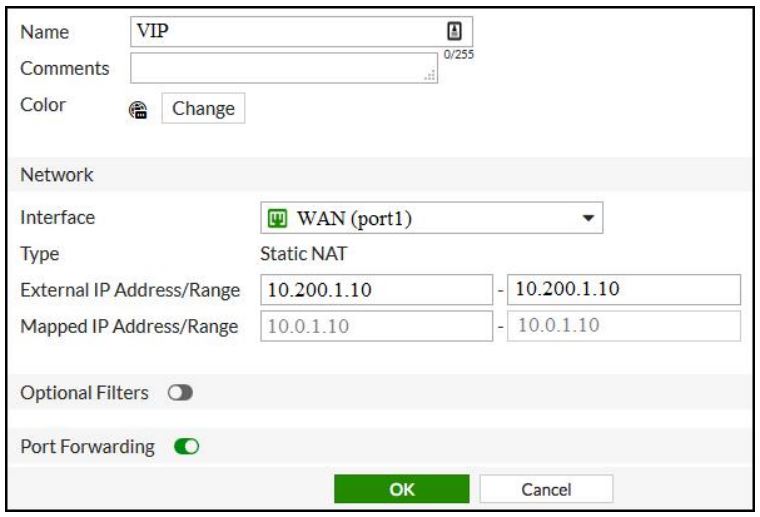 Name VIP
0/255
Comments
Color Change
Network
Interface WAN (port1)
Type Static NAT
External IP Address/Range 10.200.1.10 - 10.200.1.10
Mapped IP Address/Range 10.0.1.10 - 10.0.1.10
Optional Filters
Port Forwarding
OK Cancel